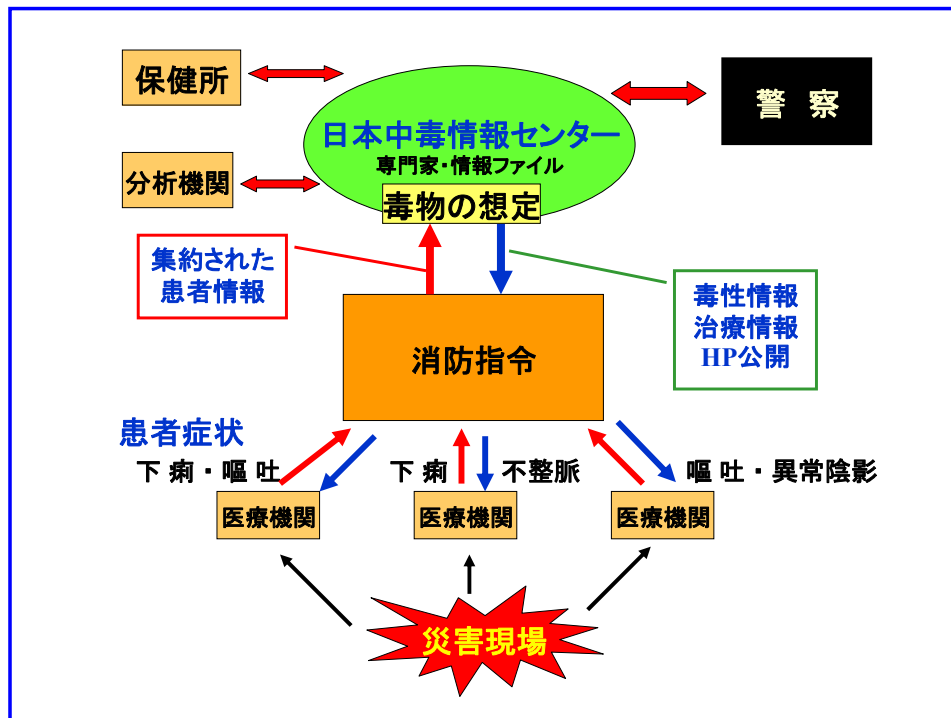 保健所
警 察
日本中毒情報センター
専門家・情報ファイル
分析機関
毒物の想定
集約された
患者情報
毒性情報
治療情報
HP公開
消防指令
患者症状
下 痢・嘔 吐
下 痢
不整脈
嘔 吐・異常陰影
医療機関
医療機関
医療機関
災害現場